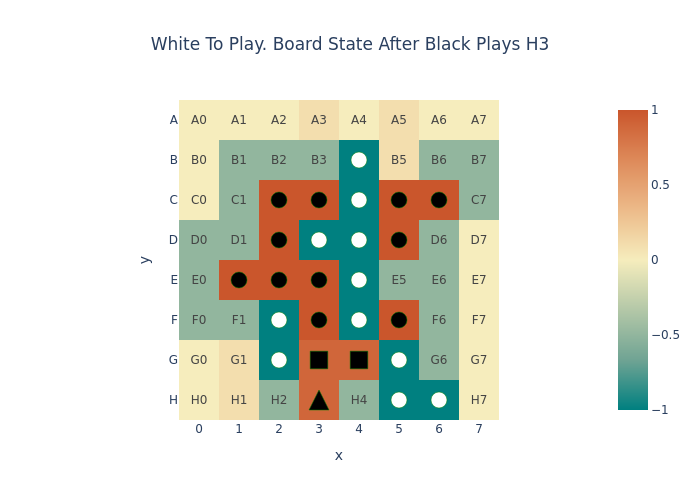 White To Play. Board State After Black Plays H3
A A0 A1 A2 A3 A4 A5 A6 A7
B B0 B1 B2 B3 B5 B6 B7
C C0 C1 C7
D D0 D1 D6 D7
E E0 E5 E6 E7
F F0 F1 F6 F7
G G0 G1 G6 G7
H H0 H1 H2 H4 H7
0 1 2 3 4 5 6 7
x
y
1
0.5
0
−0.5
−1